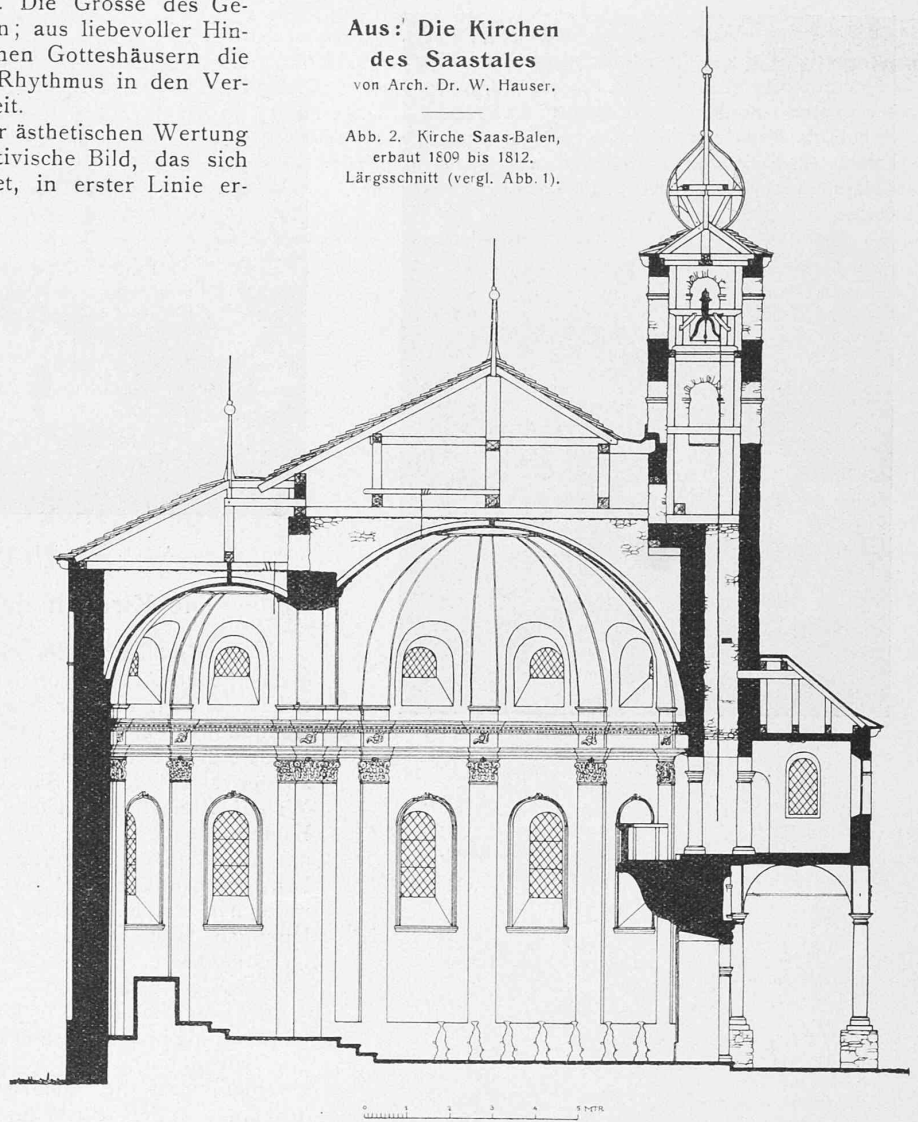 . Die Grösse des Ge-
n; aus liebevoller Hin-
nen Gotteshäusern die
Rhythmus in den Ver-
eit.
r ästhetischen Wertung
tivische Bild, das sich
et, in erster Linie er-
Aus: Die Kirchen
des Saastales
von Arch. Dr. W. Hauser.
Abb. 2. Kirche Saas-Balen,
erbaut 1809 bis 1812.
Lärgsschnitt (vergl. Abb. 1).
0 1 2 3 4 5 MTR